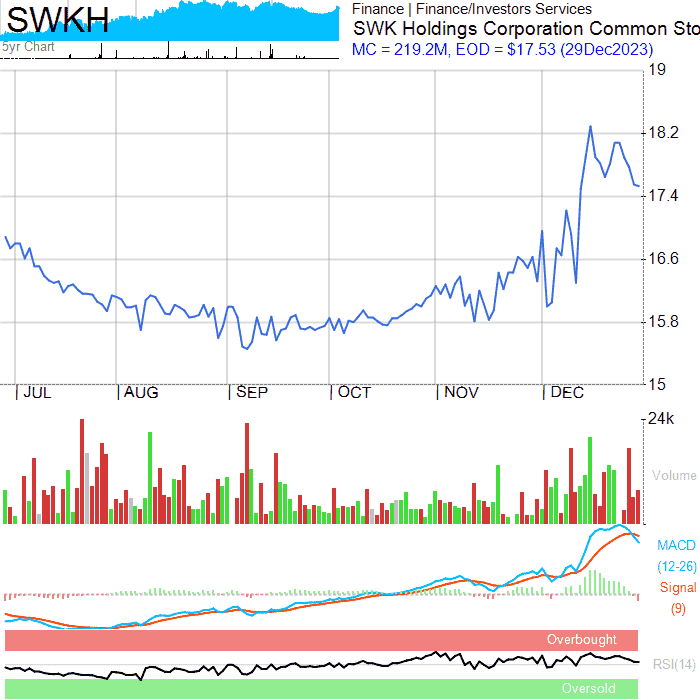 SWKH
5yr Chart
Finance | Finance/Investors Services
SWK Holdings Corporation Common Sto
MC = 219.2M, EOD = $17.53 (29Dec2023)
19
18.2
17.4
16.6
15.8
15
JUL
AUG
SEP
OCT
NOV
DEC
24k
Volume
MACD
(12-26)
Signal
(9)
Overbought
RSI(14)
Oversold